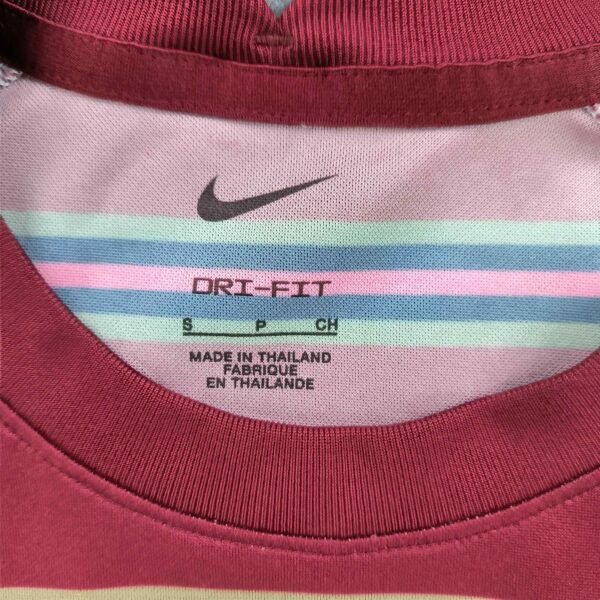 DRI-FIT
S P CH
MADE IN THAILAND
FABRIQUE
EN THAILANDE